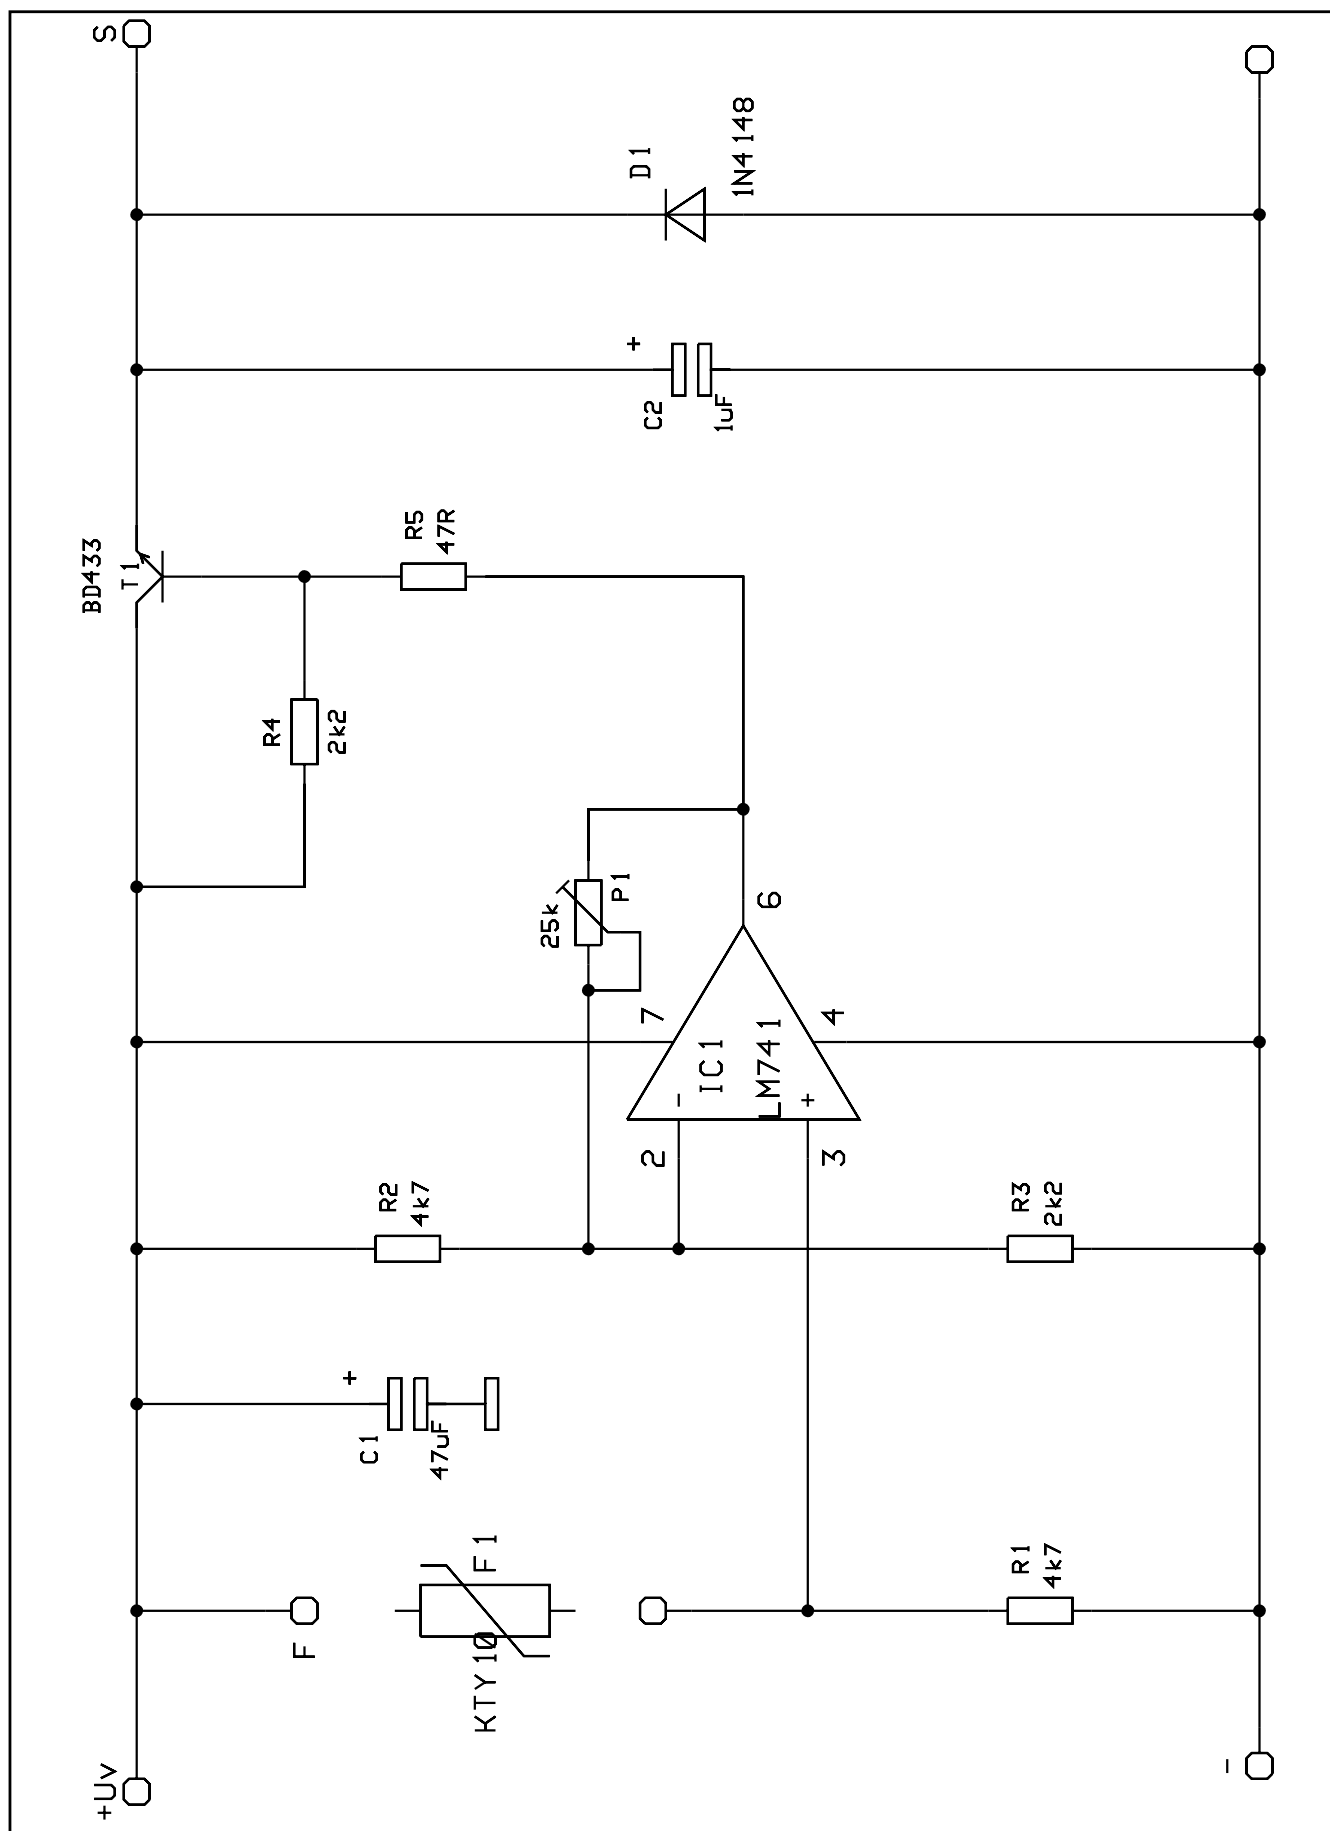 S
D1
1N4148
+
C2
1uF
BD433
T1
R5
47R
R4
2k2
25k
P1
6
7
IC1
LM741
-
+
4
2
3
R2
4k7
R3
2k2
+
C1
47uF
F1
KTY10
F
R1
4k7
+Uv
-